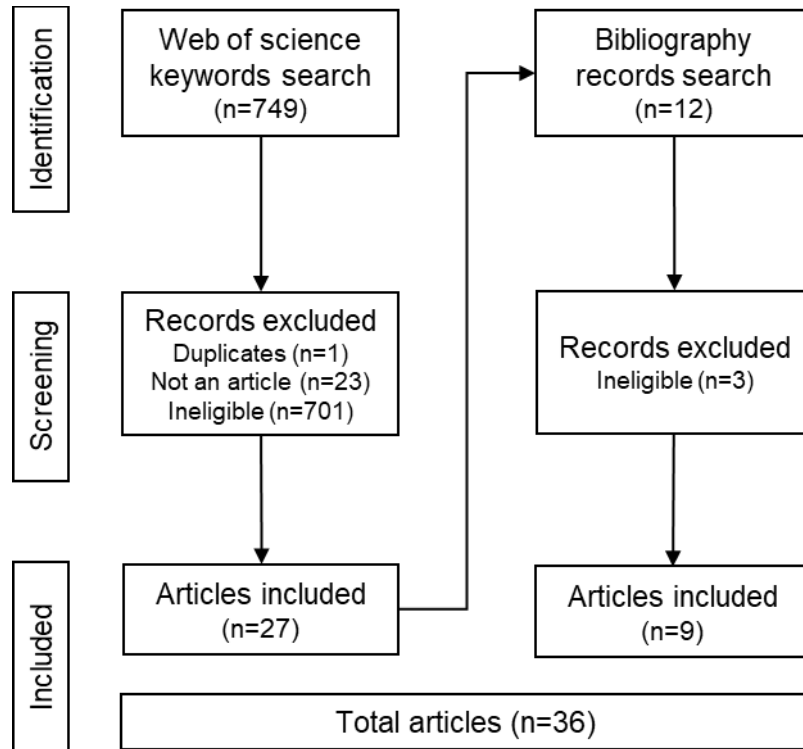 Identification
Web of science
keywords search
(n=749)
Bibliography
records search
(n=12)
Screening
Records excluded
Duplicates (n=1)
Not an article (n=23)
Ineligible (n=701)
Records excluded
Ineligible (n=3)
Included
Articles included
(n=27)
Articles included
(n=9)
Total articles (n=36)